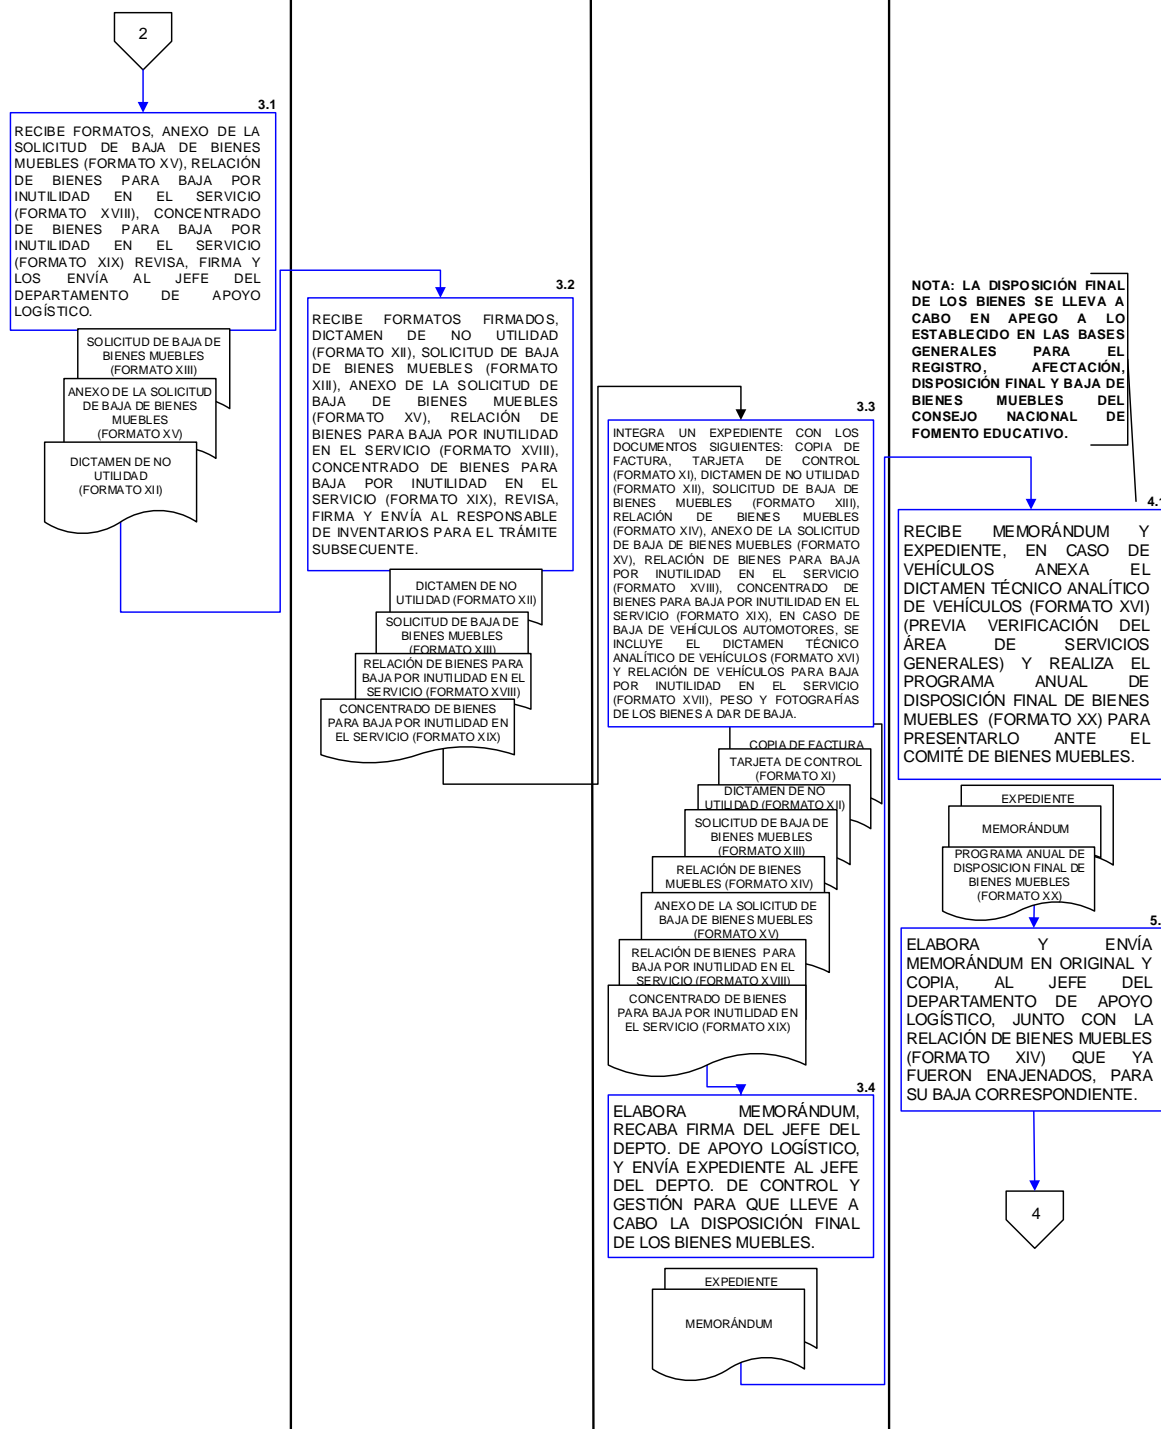 2
3.1
RECIBE FORMATOS, ANEXO DE LA
SOLICITUD DE BAJA DE BIENES
MUEBLES (FORMATO XV), RELACIÓN
DE BIENES PARA BAJA POR
INUTILIDAD EN EL SERVICIO
(FORMATO XVIII), CONCENTRADO
DE BIENES PARA BAJA POR
INUTILIDAD EN EL SERVICIO
(FORMATO XIX) REVISA, FIRMA Y
LOS ENVÍA AL JEFE DEL
DEPARTAMENTO DE APOYO
LOGÍSTICO.
SOLICITUD DE BAJA DE
BIENES MUEBLES
(FORMATO XIII)
ANEXO DE LA SOLICITUD
DE BAJA DE BIENES
MUEBLES
(FORMATO XV)
DICTAMEN DE NO
UTILIDAD
(FORMATO XII)
3.2
RECIBE FORMATOS FIRMADOS,
DICTAMEN DE NO UTILIDAD
(FORMATO XII), SOLICITUD DE BAJA
DE BIENES MUEBLES (FORMATO
XIII), ANEXO DE LA SOLICITUD DE
BAJA DE BIENES MUEBLES
(FORMATO XV), RELACIÓN DE
BIENES PARA BAJA POR INUTILIDAD
EN EL SERVICIO (FORMATO XVIII),
CONCENTRADO DE BIENES PARA
BAJA POR INUTILIDAD EN EL
SERVICIO (FORMATO XIX), REVISA,
FIRMA Y ENVÍA AL RESPONSABLE
DE INVENTARIOS PARA EL TRÁMITE
SUBSECUENTE.
DICTAMEN DE NO
UTILIDAD (FORMATO XII)
SOLICITUD DE BAJA DE
BIENES MUEBLES
(FORMATO XIII)
RELACIÓN DE BIENES PARA
BAJA POR INUTILIDAD EN EL
SERVICIO (FORMATO XVIII)
CONCENTRADO DE BIENES
PARA BAJA POR INUTILIDAD EN
EL SERVICIO (FORMATO XIX)
3.3
INTEGRA UN EXPEDIENTE CON LOS
DOCUMENTOS SIGUIENTES: COPIA DE
FACTURA, TARJETA DE CONTROL
(FORMATO XI), DICTAMEN DE NO UTILIDAD
(FORMATO XII), SOLICITUD DE BAJA DE
BIENES MUEBLES (FORMATO XIII),
RELACIÓN DE BIENES MUEBLES
(FORMATO XIV), ANEXO DE LA SOLICITUD
DE BAJA DE BIENES MUEBLES (FORMATO
XV), RELACIÓN DE BIENES PARA BAJA
POR INUTILIDAD EN EL SERVICIO
(FORMATO XVIII), CONCENTRADO DE
BIENES PARA BAJA POR INUTILIDAD EN EL
SERVICIO (FORMATO XIX), EN CASO DE
BAJA DE VEHÍCULOS AUTOMOTORES, SE
INCLUYE EL DICTAMEN TÉCNICO
ANALÍTICO DE VEHÍCULOS (FORMATO XVI)
Y RELACIÓN DE VEHÍCULOS PARA BAJA
POR INUTILIDAD EN EL SERVICIO
(FORMATO XVII), PESO Y FOTOGRAFÍAS
DE LOS BIENES A DAR DE BAJA.
COPIA DE FACTURA
TARJETA DE CONTROL
(FORMATO XI)
DICTAMEN DE NO
UTILIDAD (FORMATO XII)
SOLICITUD DE BAJA DE
BIENES MUEBLES
(FORMATO XIII)
RELACIÓN DE BIENES
MUEBLES (FORMATO XIV)
ANEXO DE LA SOLICITUD DE
BAJA DE BIENES MUEBLES
(FORMATO XV)
RELACIÓN DE BIENES PARA
BAJA POR INUTILIDAD EN EL
SERVICIO (FORMATO XVIII)
CONCENTRADO DE BIENES
PARA BAJA POR INUTILIDAD EN
EL SERVICIO (FORMATO XIX)
3.4
ELABORA MEMORÁNDUM,
RECABA FIRMA DEL JEFE DEL
DEPTO. DE APOYO LOGÍSTICO,
Y ENVÍA EXPEDIENTE AL JEFE
DEL DEPTO. DE CONTROL Y
GESTIÓN PARA QUE LLEVE A
CABO LA DISPOSICIÓN FINAL
DE LOS BIENES MUEBLES.
EXPEDIENTE
MEMORÁNDUM
NOTA: LA DISPOSICIÓN FINAL
DE LOS BIENES SE LLEVA A
CABO EN APEGO A LO
ESTABLECIDO EN LAS BASES
GENERALES PARA EL
REGISTRO, AFECTACIÓN,
DISPOSICIÓN FINAL Y BAJA DE
BIENES MUEBLES DEL
CONSEJO NACIONAL DE
FOMENTO EDUCATIVO.
4.1
RECIBE MEMORÁNDUM Y
EXPEDIENTE, EN CASO DE
VEHÍCULOS ANEXA EL
DICTAMEN TÉCNICO ANALÍTICO
DE VEHÍCULOS (FORMATO XVI)
(PREVIA VERIFICACIÓN DEL
ÁREA DE SERVICIOS
GENERALES) Y REALIZA EL
PROGRAMA ANUAL DE
DISPOSICIÓN FINAL DE BIENES
MUEBLES (FORMATO XX) PARA
PRESENTARLO ANTE EL
COMITÉ DE BIENES MUEBLES.
EXPEDIENTE
MEMORÁNDUM
PROGRAMA ANUAL DE
DISPOSICION FINAL DE
BIENES MUEBLES
(FORMATO XX)
5.
ELABORA Y ENVÍA
MEMORÁNDUM EN ORIGINAL Y
COPIA, AL JEFE DEL
DEPARTAMENTO DE APOYO
LOGÍSTICO, JUNTO CON LA
RELACIÓN DE BIENES MUEBLES
(FORMATO XIV) QUE YA
FUERON ENAJENADOS, PARA
SU BAJA CORRESPONDIENTE.
4